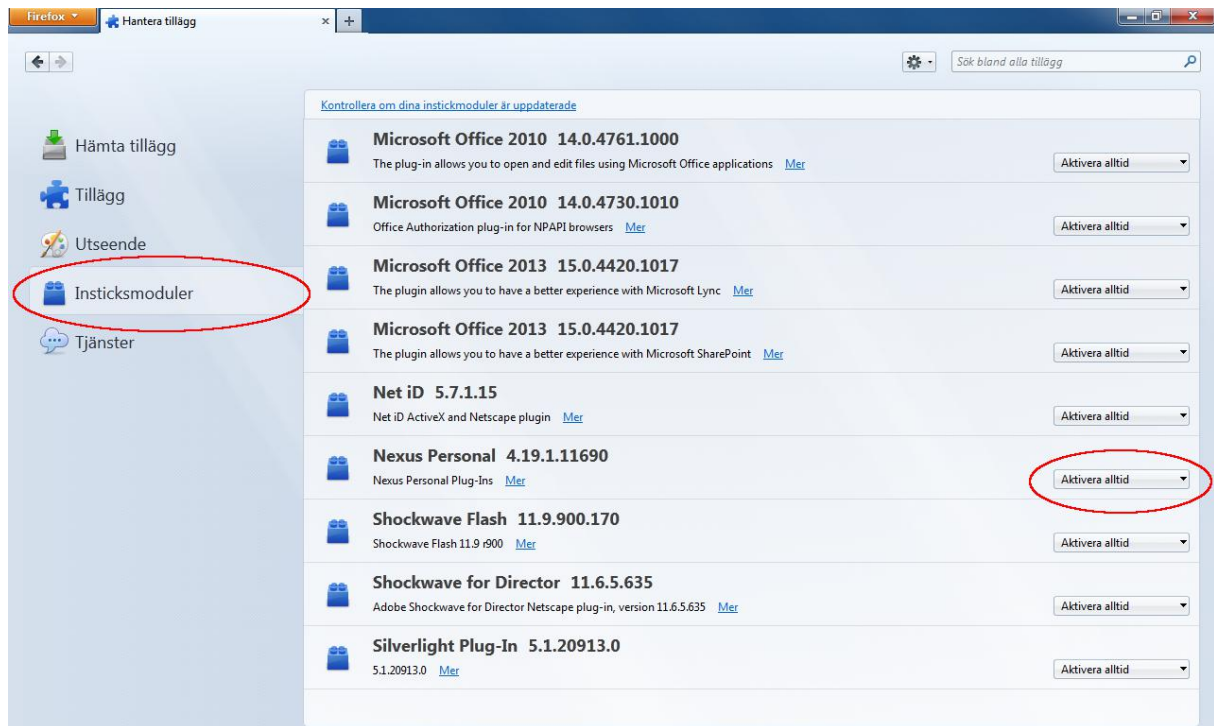 Firefox
Hantera tillägg
Sök bland alla tillägg
Hämta tillägg
Tillägg
Utseende
Insticksmoduler
Tjänster
Kontrollera om dina instickmoduler är uppdaterade
Microsoft Office 2010 14.0.4761.1000
The plug-in allows you to open and edit files using Microsoft Office applications Mer
Aktivera alltid
Microsoft Office 2010 14.0.4730.1010
Office Authorization plug-in for NPAPI browsers Mer
Aktivera alltid
Microsoft Office 2013 15.0.4420.1017
The plugin allows you to have a better experience with Microsoft Lync Mer
Aktivera alltid
Microsoft Office 2013 15.0.4420.1017
The plugin allows you to have a better experience with Microsoft SharePoint Mer
Aktivera alltid
Net iD 5.7.1.15
Net iD ActiveX and Netscape plugin Mer
Aktivera alltid
Nexus Personal 4.19.1.11690
Nexus Personal Plug-Ins Mer
Aktivera alltid
Shockwave Flash 11.9.900.170
Shockwave Flash 11.9 r900 Mer
Aktivera alltid
Shockwave for Director 11.6.5.635
Adobe Shockwave for Director Netscape plug-in, version 11.6.5.635 Mer
Aktivera alltid
Silverlight Plug-In 5.1.20913.0
5.1.20913.0 Mer
Aktivera alltid